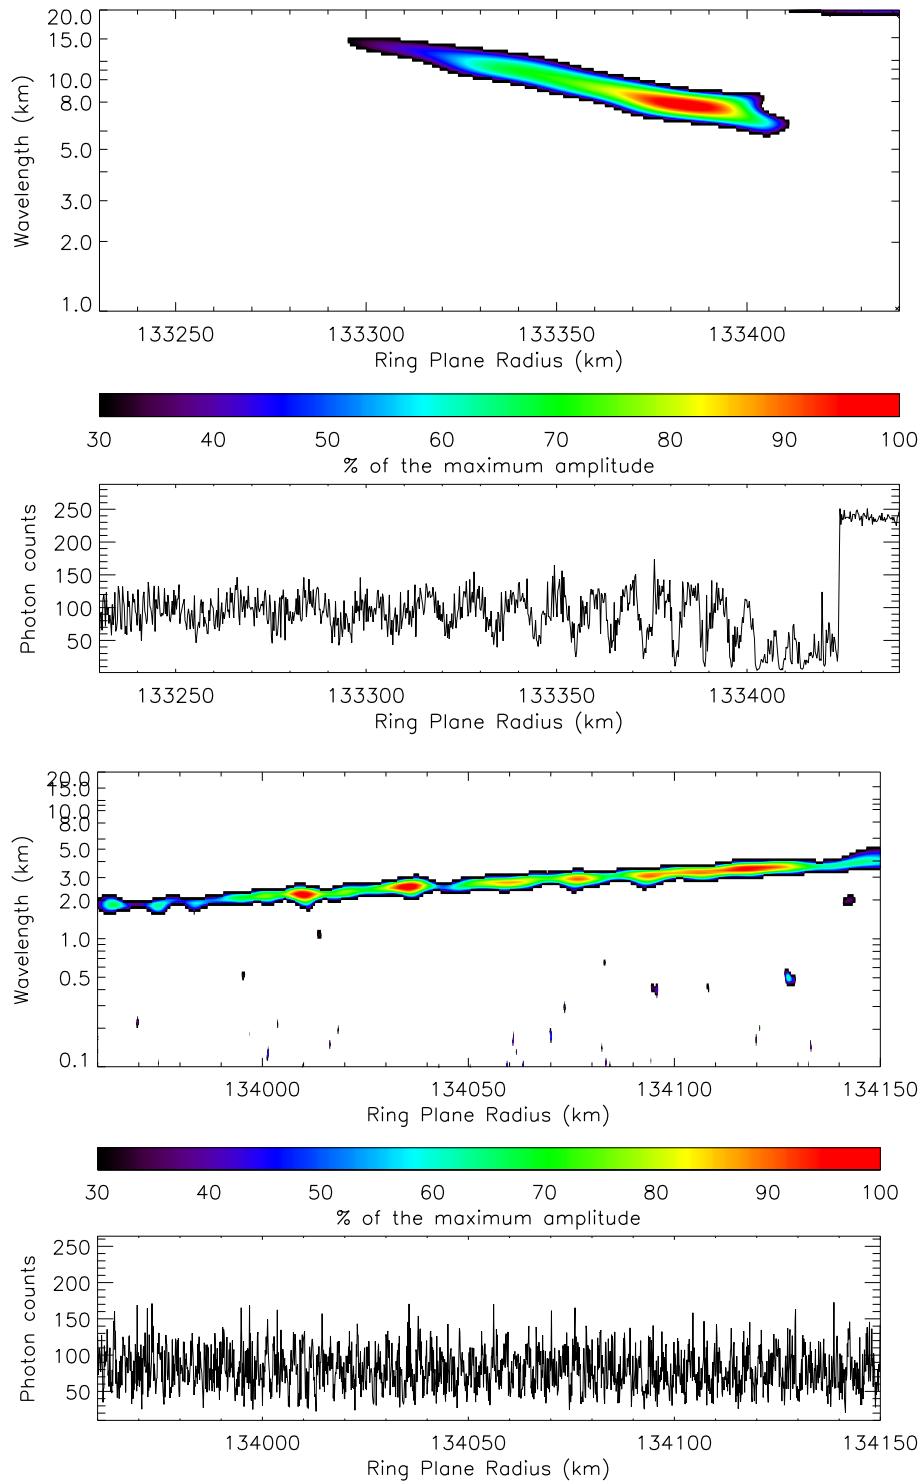 20.0
15.0
10.0
8.0
5.0
3.0
2.0
1.0
Wavelength (km)
133250 133300 133350 133400
Ring Plane Radius (km)
30 40 50 60 70 80 90 100
% of the maximum amplitude
250
200
150
100
50
Photon counts
133250 133300 133350 133400
Ring Plane Radius (km)
20.0
15.0
10.0
8.0
5.0
3.0
2.0
1.0
0.5
0.1
Wavelength (km)
134000 134050 134100 134150
Ring Plane Radius (km)
30 40 50 60 70 80 90 100
% of the maximum amplitude
250
200
150
100
50
Photon counts
134000 134050 134100 134150
Ring Plane Radius (km)